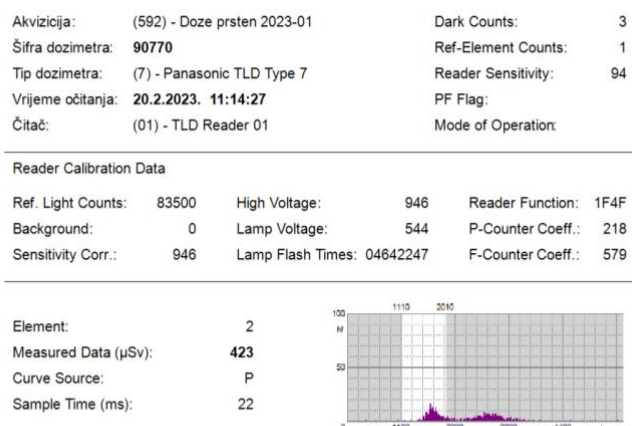 Akvizicija: (592) - Doze prsten 2023-01 Dark Counts: 3
Šifra dozimetra: 90770 Ref-Element Counts: 1
Tip dozimetra: (7) - Panasonic TLD Type 7 Reader Sensitivity: 94
Vrijeme očitanja: 20.2.2023. 11:14:27 PF Flag:
Čitač: (01) - TLD Reader 01 Mode of Operation:
Reader Calibration Data
Ref. Light Counts: 83500 High Voltage: 946 Reader Function: 1F4F
Background: 0 Lamp Voltage: 544 P-Counter Coeff.: 218
Sensitivity Corr.: 946 Lamp Flash Times: 04642247 F-Counter Coeff.: 579
1110 2010
100
Element: 2
M
Measured Data (µSv): 423
50
Curve Source: P
Sample Time (ms): 22